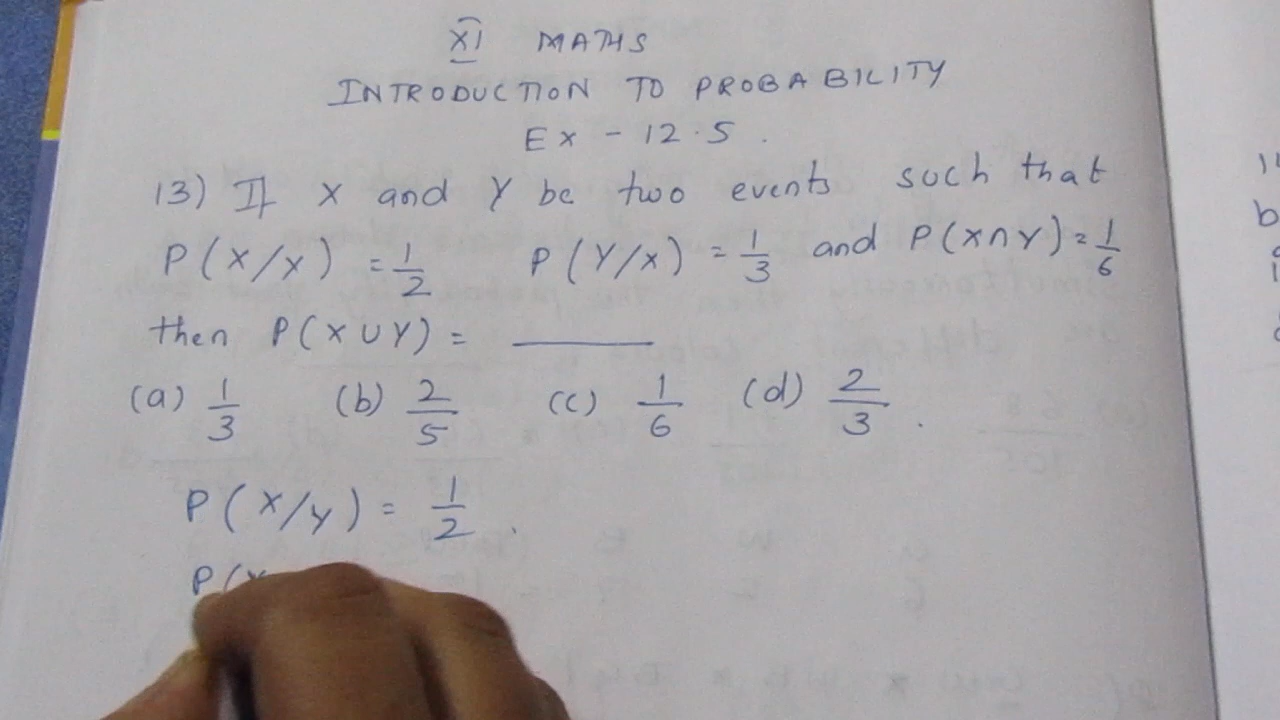 XI MATHS
INTRODUCTION TO PROBABILITY
Ex - 12.5.
13) If X and Y be two events such that
P(X/Y) = 1/2 P(Y/X) = 1/3 and P(X∩Y) = 1/6
then P(X∪Y) = ______
(a) 1/3 (b) 2/5 (c) 1/6 (d) 2/3.
P(X/Y) = 1/2.
P(X